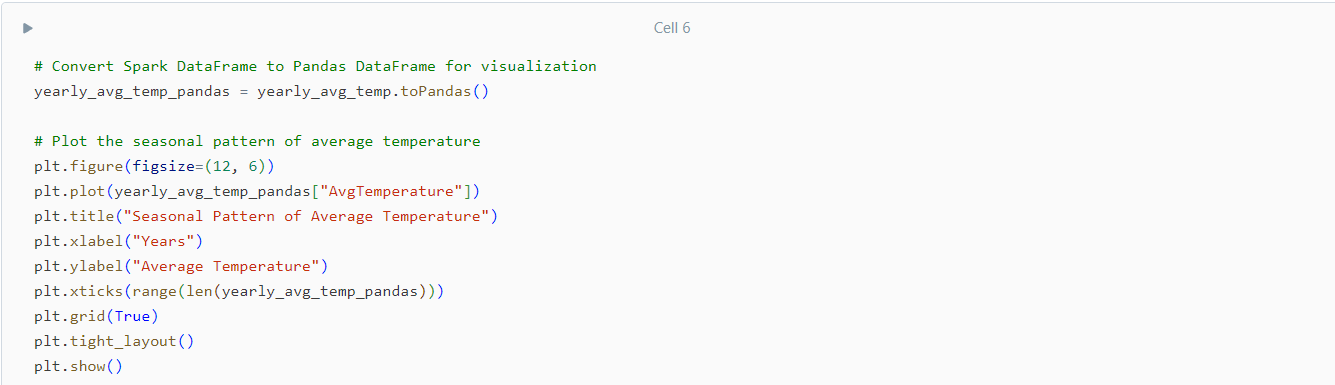 Cell 6
# Convert Spark DataFrame to Pandas DataFrame for visualization
yearly_avg_temp_pandas = yearly_avg_temp.toPandas()
# Plot the seasonal pattern of average temperature
plt.figure(figsize=(12, 6))
plt.plot(yearly_avg_temp_pandas["AvgTemperature"])
plt.title("Seasonal Pattern of Average Temperature")
plt.xlabel("Years")
plt.ylabel("Average Temperature")
plt.xticks(range(len(yearly_avg_temp_pandas)))
plt.grid(True)
plt.tight_layout()
plt.show()